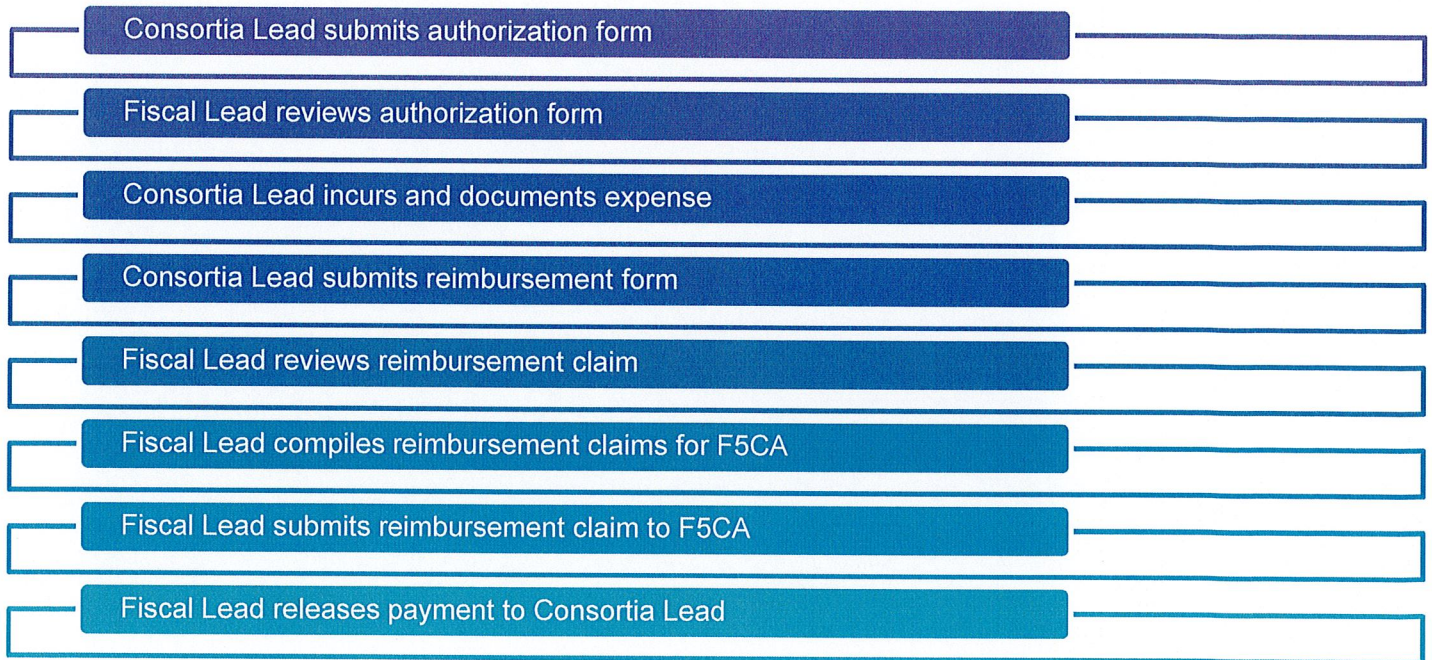 Consortia Lead submits authorization form
Fiscal Lead reviews authorization form
Consortia Lead incurs and documents expense
Consortia Lead submits reimbursement form
Fiscal Lead reviews reimbursement claim
Fiscal Lead compiles reimbursement claims for F5CA
Fiscal Lead submits reimbursement claim to F5CA
Fiscal Lead releases payment to Consortia Lead